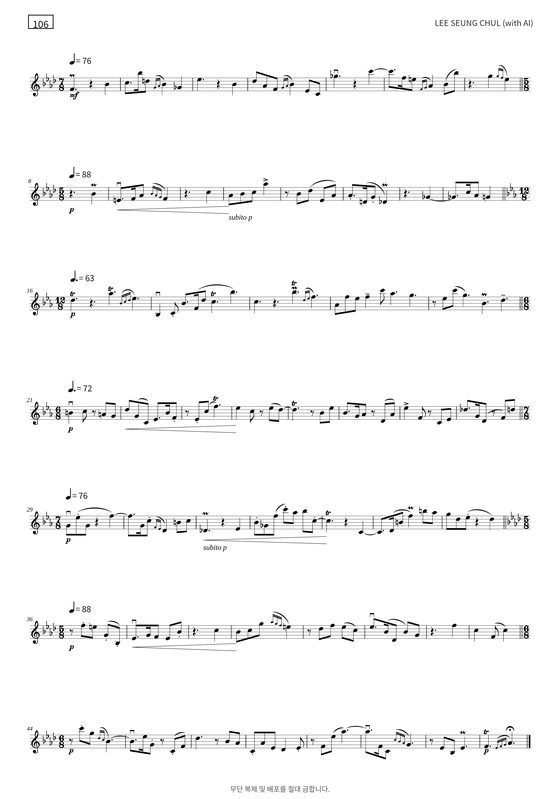 106
LEE SEUNG CHUL (with AI)
= 76
mf
8
= 88
p
subito p
16
= 63
p
21
= 72
p
29
= 76
p
subito p
36
= 88
p
44
p
p
무단 복제 및 배포를 절대 금합니다.